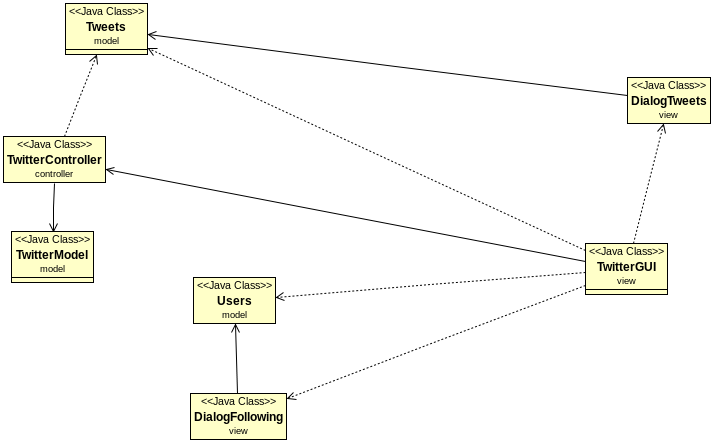 <<Java Class>>
Tweets
model
<<Java Class>>
DialogTweets
view
<<Java Class>>
TwitterController
controller
<<Java Class>>
TwitterModel
model
<<Java Class>>
TwitterGUI
view
<<Java Class>>
Users
model
<<Java Class>>
DialogFollowing
view